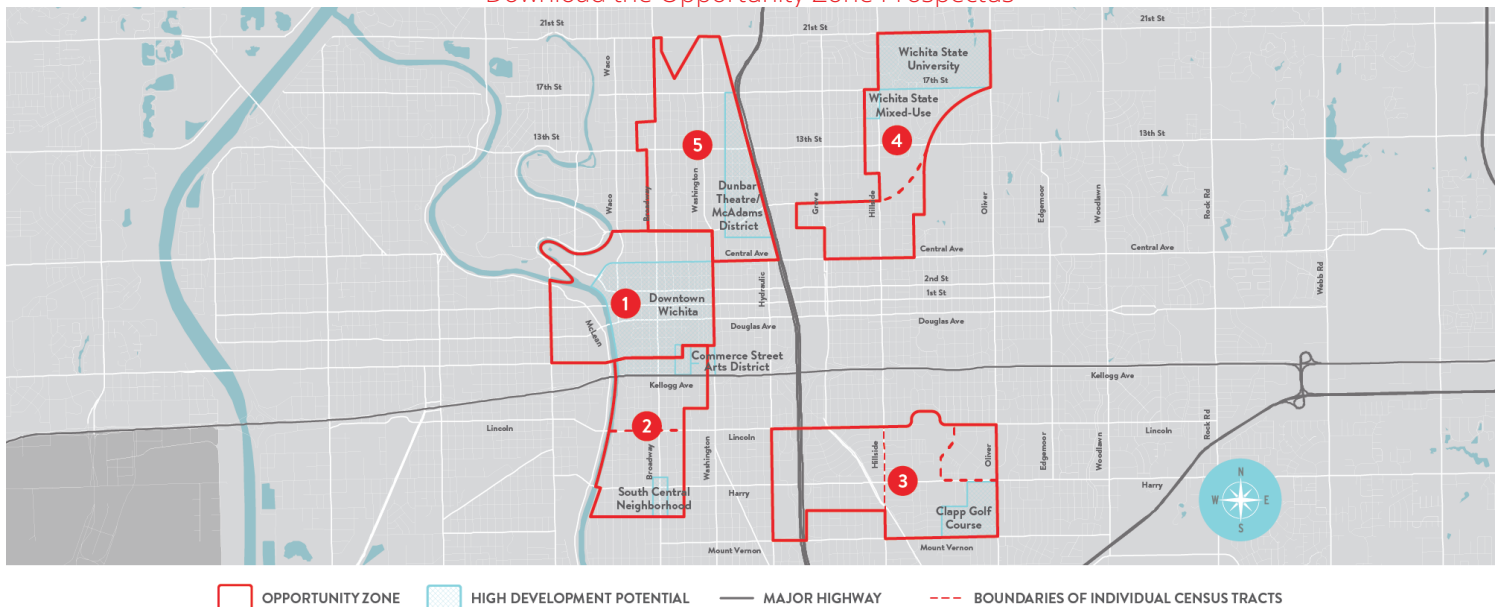 Download the Opportunity Zone Prospectus
21st St
21st St
21st St
Waco
Wichita State
University
17th St
17th St
Wichita State
Mixed-Use
13th St
13th St
13th St
5
4
Waco
Broadway
Washington
Dunbar
Theatre/
McAdams
District
Grove
Hillside
Oliver
Edgemoor
Woodlawn
Rock Rd
Central Ave
Central Ave
Central Ave
2nd St
1st St
Hydraulic
Webb Rd
1
Downtown
Wichita
McLean
Douglas Ave
Douglas Ave
Commerce Street
Arts District
Kellogg Ave
Kellogg Ave
2
Lincoln
Lincoln
Lincoln
Broadway
Washington
Hillside
Oliver
Edgemoor
Woodlawn
Rock Rd
3
Harry
Harry
South Central
Neighborhood
Clapp Golf
Course
Mount Vernon
Mount Vernon
N
W
E
S
OPPORTUNITY ZONE
HIGH DEVELOPMENT POTENTIAL
MAJOR HIGHWAY
BOUNDARIES OF INDIVIDUAL CENSUS TRACTS